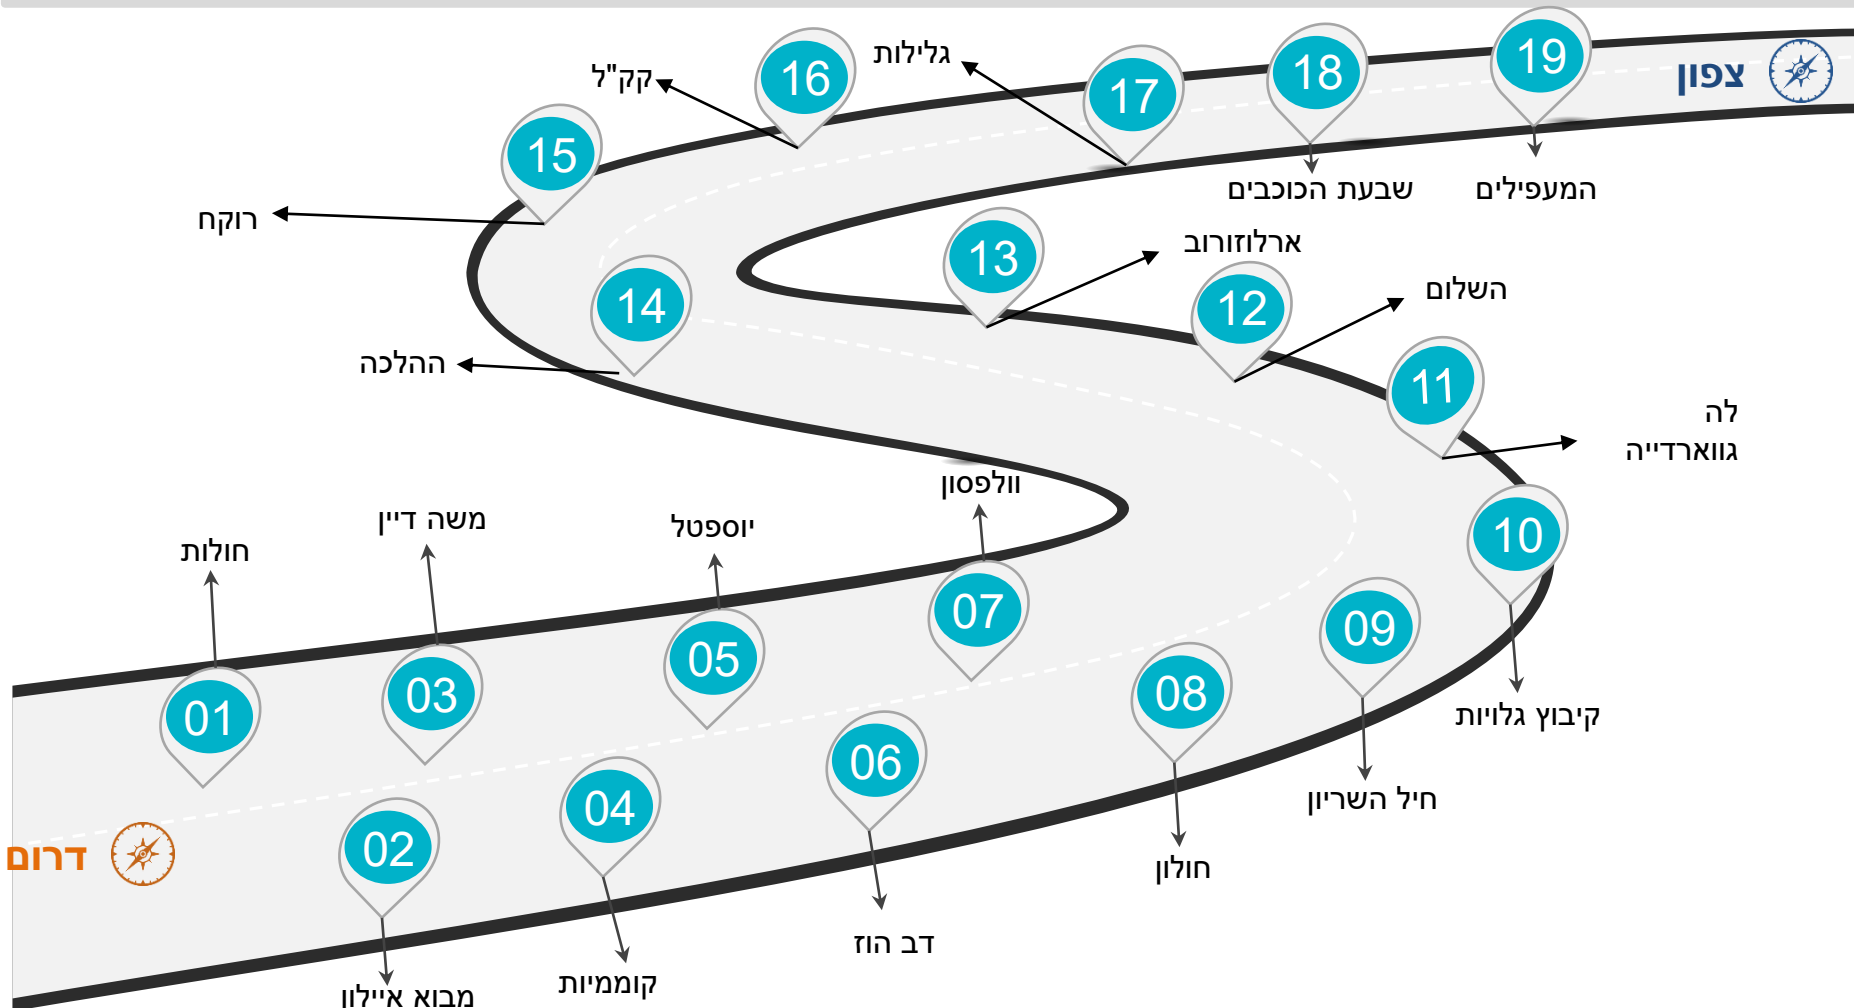 19
צפון
18
16
גלילות
17
קק"ל
15
המעפילים
שבעת הכוכבים
רוקח
13
ארלוזורוב
השלום
12
14
ההלכה
11
לה
גווארדייה
וולפסון
משה דיין
יוספטל
10
חולות
07
09
05
03
08
01
קיבוץ גלויות
06
04
חיל השריון
02
דרום
חולון
דב הוז
קוממיות
מבוא איילון